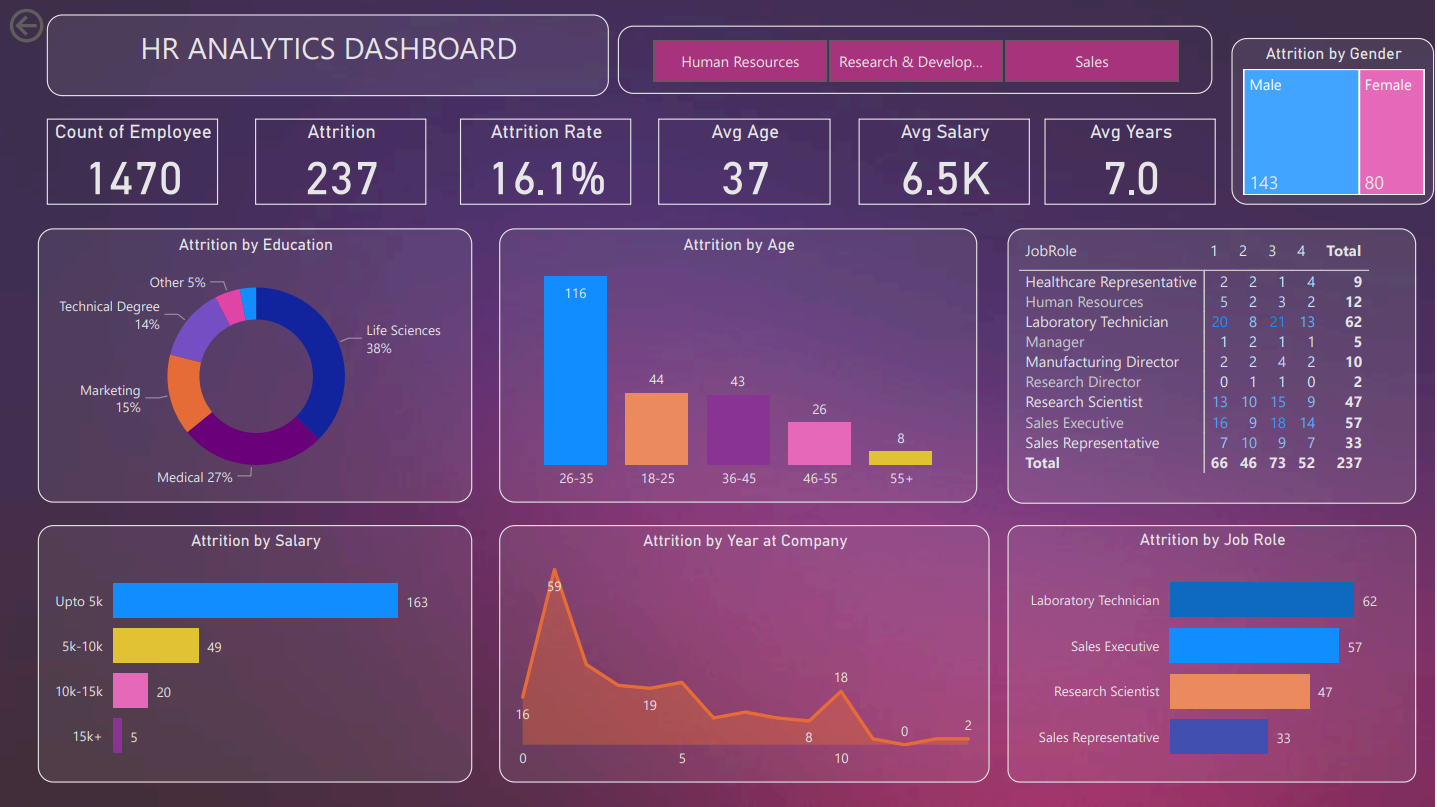 HR ANALYTICS DASHBOARD
Human Resources
Research & Develop...
Sales
Attrition by Gender
Male
Female
143
80
Count of Employee
1470
Attrition
237
Attrition Rate
16.1%
Avg Age
37
Avg Salary
6.5K
Avg Years
7.0
Attrition by Education
Other 5%
Technical Degree
14%
Life Sciences
38%
Marketing
15%
Medical 27%
Attrition by Age
116
44
43
26
8
26-35 18-25 36-45 46-55 55+
JobRole 1 2 3 4 Total
Healthcare Representative 2 2 1 4 9
Human Resources 5 2 3 2 12
Laboratory Technician 20 8 21 13 62
Manager 1 2 1 1 5
Manufacturing Director 2 2 4 2 10
Research Director 0 1 1 0 2
Research Scientist 13 10 15 9 47
Sales Executive 16 9 18 14 57
Sales Representative 7 10 9 7 33
Total 66 46 73 52 237
Attrition by Salary
Upto 5k 163
5k-10k 49
10k-15k 20
15k+ 5
Attrition by Year at Company
59
16
19
8
18
0
2
0 5 10
Attrition by Job Role
Laboratory Technician 62
Sales Executive 57
Research Scientist 47
Sales Representative 33